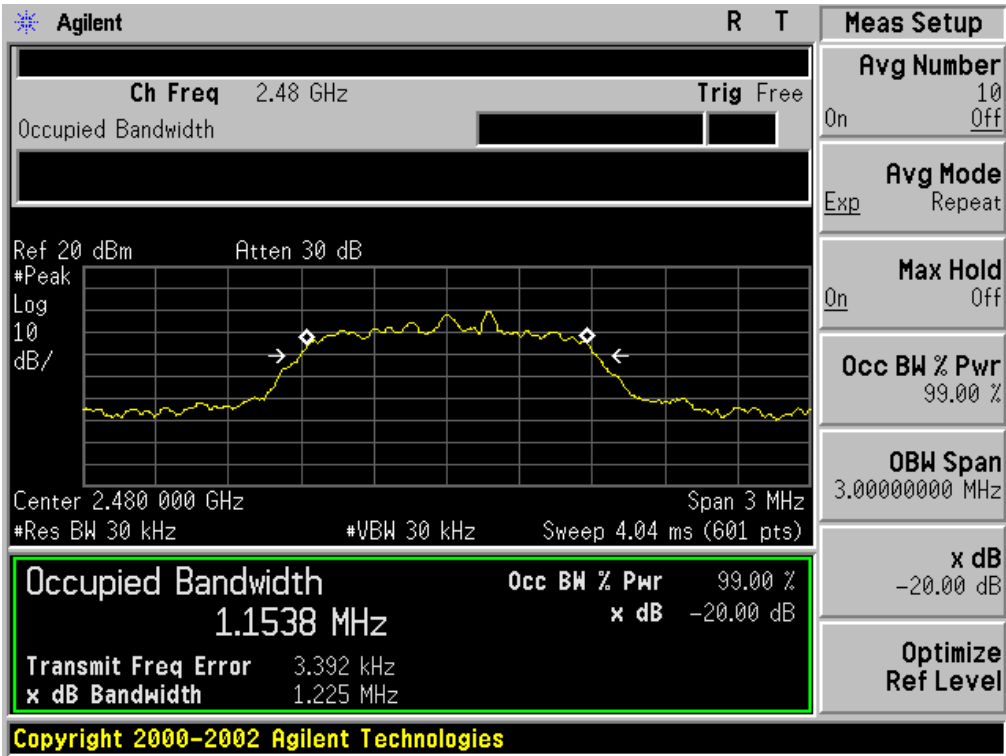 Agilent R T Meas Setup
Ch Freq 2.48 GHz Trig Free
Occupied Bandwidth
Ref 20 dBm Atten 30 dB
#Peak
Log
10
dB/
Center 2.480 000 GHz Span 3 MHz
#Res BW 30 kHz #VBW 30 kHz Sweep 4.04 ms (601 pts)
Occupied Bandwidth Occ BW % Pwr 99.00 %
1.1538 MHz x dB -20.00 dB
Transmit Freq Error 3.392 kHz
x dB Bandwidth 1.225 MHz
Avg Number
10
On Off
Avg Mode
Exp Repeat
Max Hold
On Off
Occ BW % Pwr
99.00 %
OBW Span
3.00000000 MHz
x dB
-20.00 dB
Optimize
Ref Level
Copyright 2000-2002 Agilent Technologies